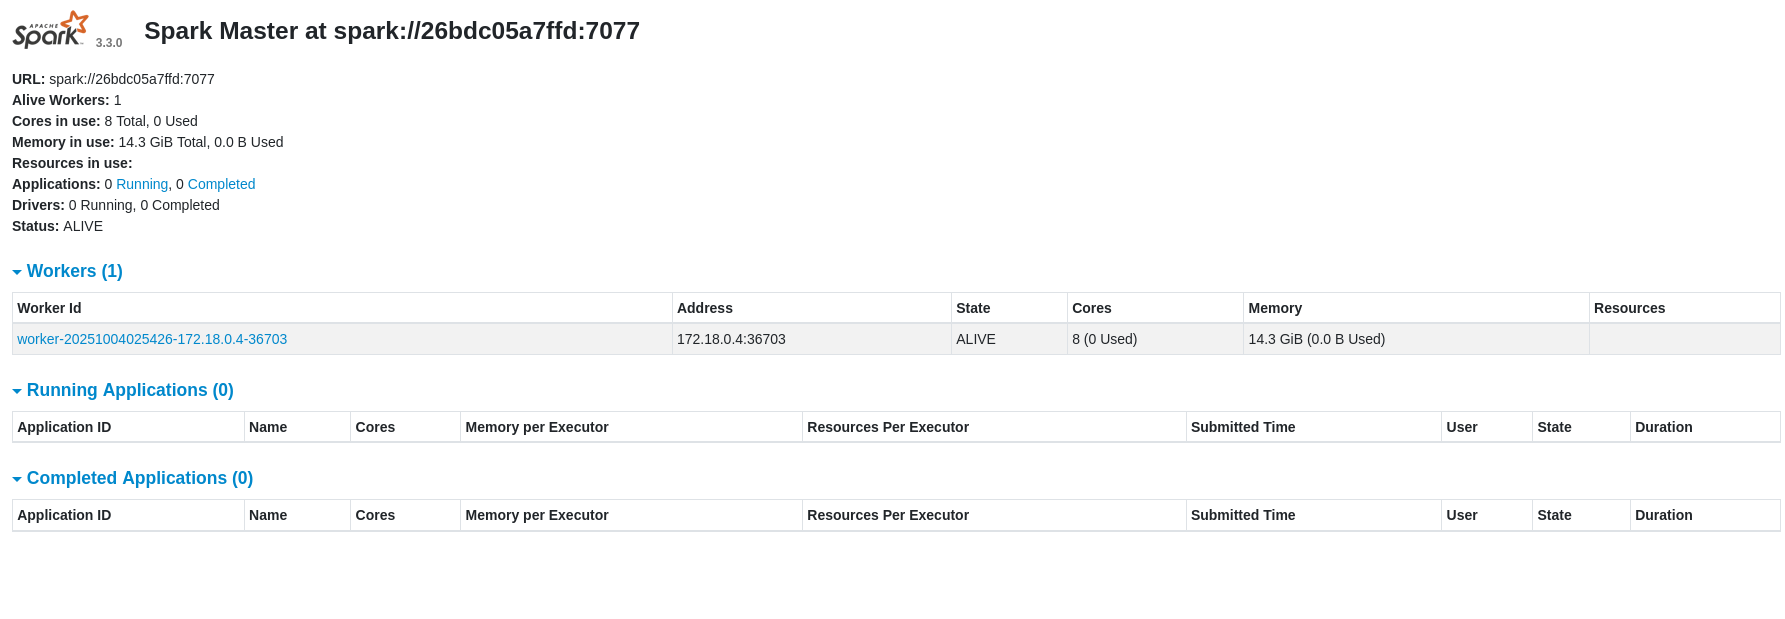 APACHE
Spark 3.3.0 Spark Master at spark://26bdc05a7ffd:7077
URL: spark://26bdc05a7ffd:7077
Alive Workers: 1
Cores in use: 8 Total, 0 Used
Memory in use: 14.3 GiB Total, 0.0 B Used
Resources in use:
Applications: 0 Running, 0 Completed
Drivers: 0 Running, 0 Completed
Status: ALIVE
Workers (1)
Worker Id Address State Cores Memory Resources
worker-20251004025426-172.18.0.4-36703 172.18.0.4:36703 ALIVE 8 (0 Used) 14.3 GiB (0.0 B Used)
Running Applications (0)
Application ID Name Cores Memory per Executor Resources Per Executor Submitted Time User State Duration
Completed Applications (0)
Application ID Name Cores Memory per Executor Resources Per Executor Submitted Time User State Duration